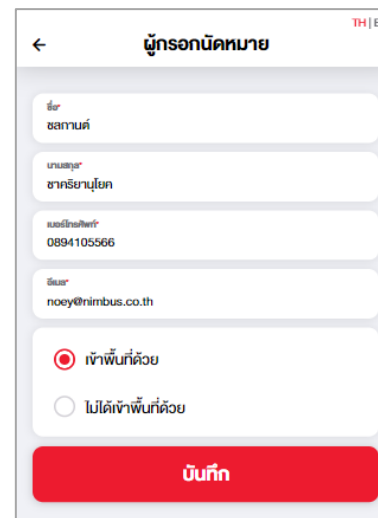 TH | E
ผู้กรอกนัดหมาย
ชื่อ*
ชลกานต์
นามสกุล*
ชาคริยานุโยค
เบอร์โทรศัพท์*
0894105566
อีเมล*
noey@nimbus.co.th
เข้าพื้นที่ด้วย
ไม่ได้เข้าพื้นที่ด้วย
บันทึก